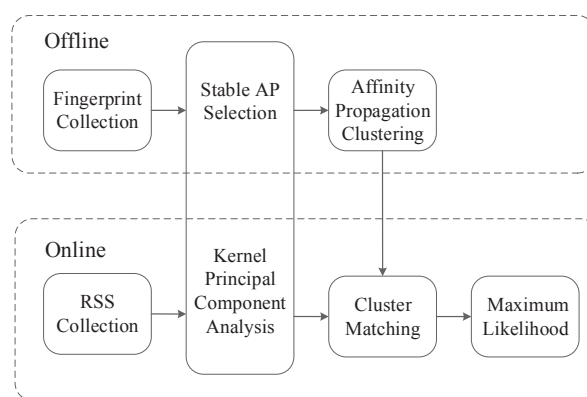 Offline
Fingerprint
Collection
Stable AP
Selection
Affinity
Propagation
Clustering
Online
RSS
Collection
Kernel
Principal
Component
Analysis
Cluster
Matching
Maximum
Likelihood